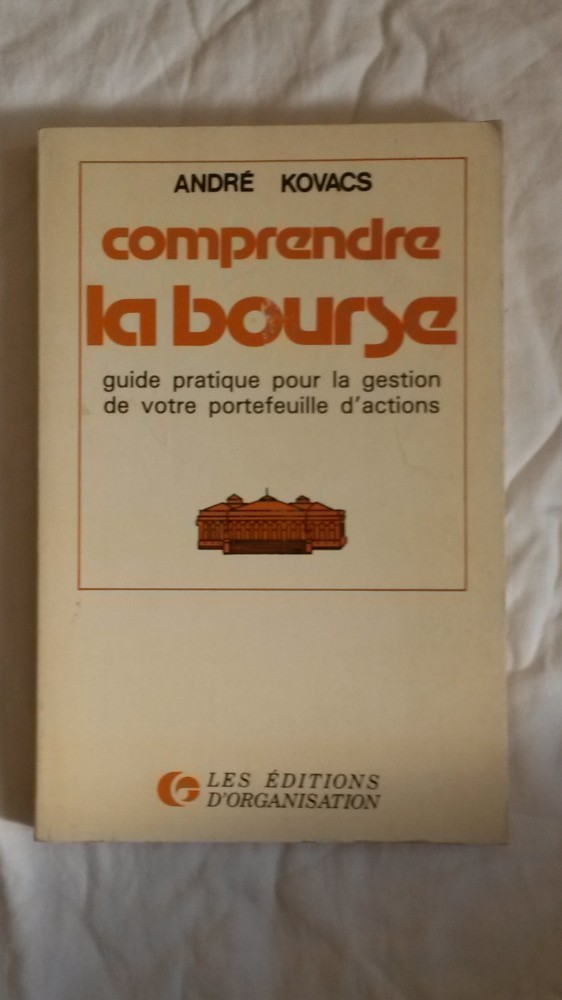 ANDRÉ KOVACS
comprendre
la bourse
guide pratique pour la gestion
de votre portefeuille d'actions
LES ÉDITIONS
D'ORGANISATION